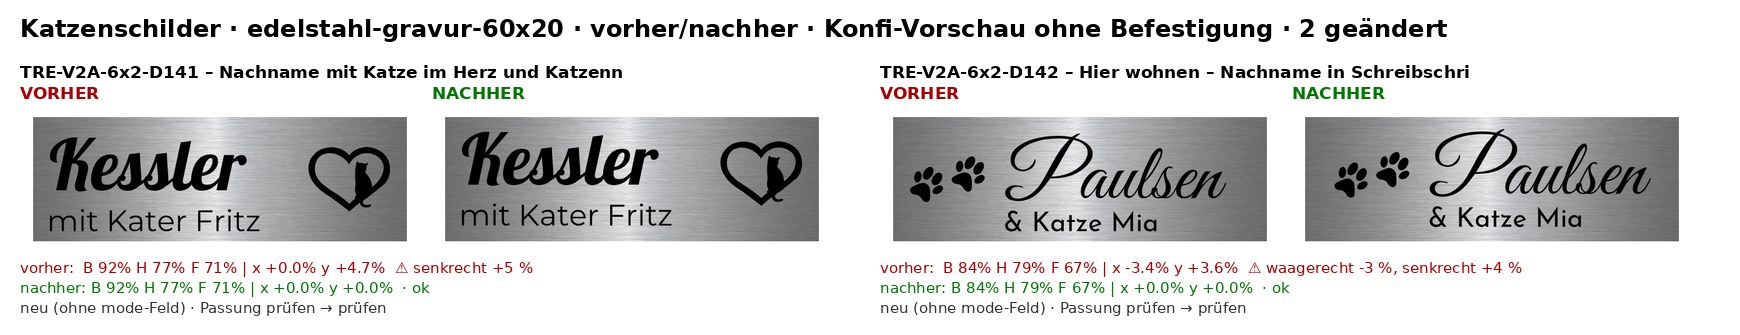 Katzenschilder · edelstahl-gravur-60x20 · vorher/nachher · Konfi-Vorschau ohne Befestigung · 2 geändert
TRE-V2A-6x2-D141 – Nachname mit Katze im Herz und Katzenn
VORHER
NACHHER
Kessler
mit Kater Fritz
Kessler
mit Kater Fritz
vorher: B 92% H 77% F 71% | x +0.0% y +4.7% ⚠ senkrecht +5 %
nachher: B 92% H 77% F 71% | x +0.0% y +0.0% · ok
neu (ohne mode-Feld) · Passung prüfen → prüfen
TRE-V2A-6x2-D142 – Hier wohnen – Nachname in Schreibschri
VORHER
NACHHER
Paulsen
& Katze Mia
Paulsen
& Katze Mia
vorher: B 84% H 79% F 67% | x -3.4% y +3.6% ⚠ waagerecht -3 %, senkrecht +4 %
nachher: B 84% H 79% F 67% | x +0.0% y +0.0% · ok
neu (ohne mode-Feld) · Passung prüfen → prüfen